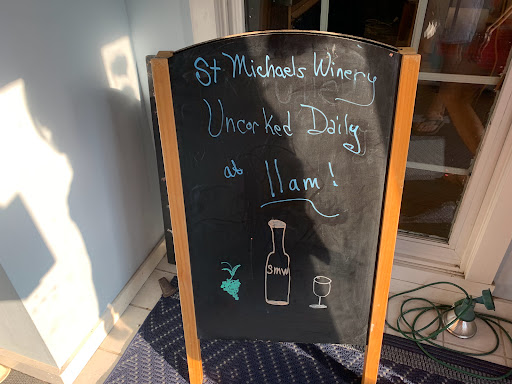 St Michaels Winery
Uncorked Daily
at 11am!
SMW